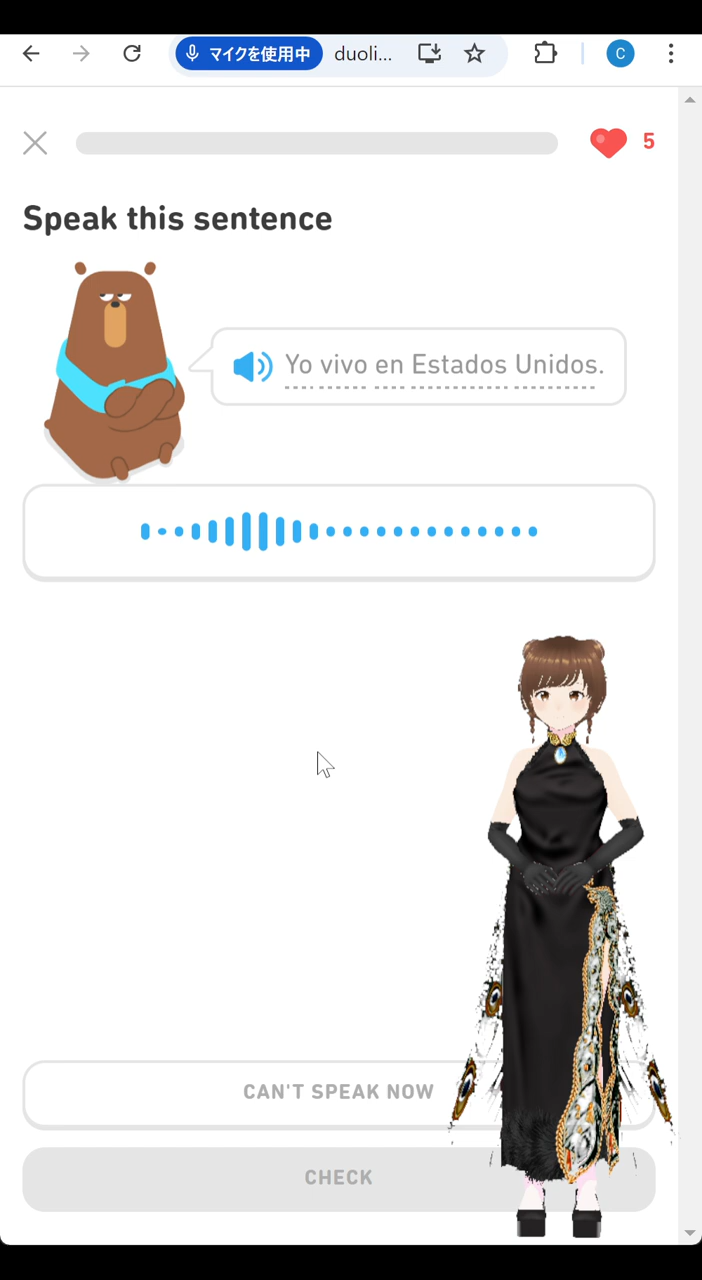 マイクを使用中 duoli... C
5
Speak this sentence
Yo vivo en Estados Unidos.
CAN'T SPEAK NOW
CHECK